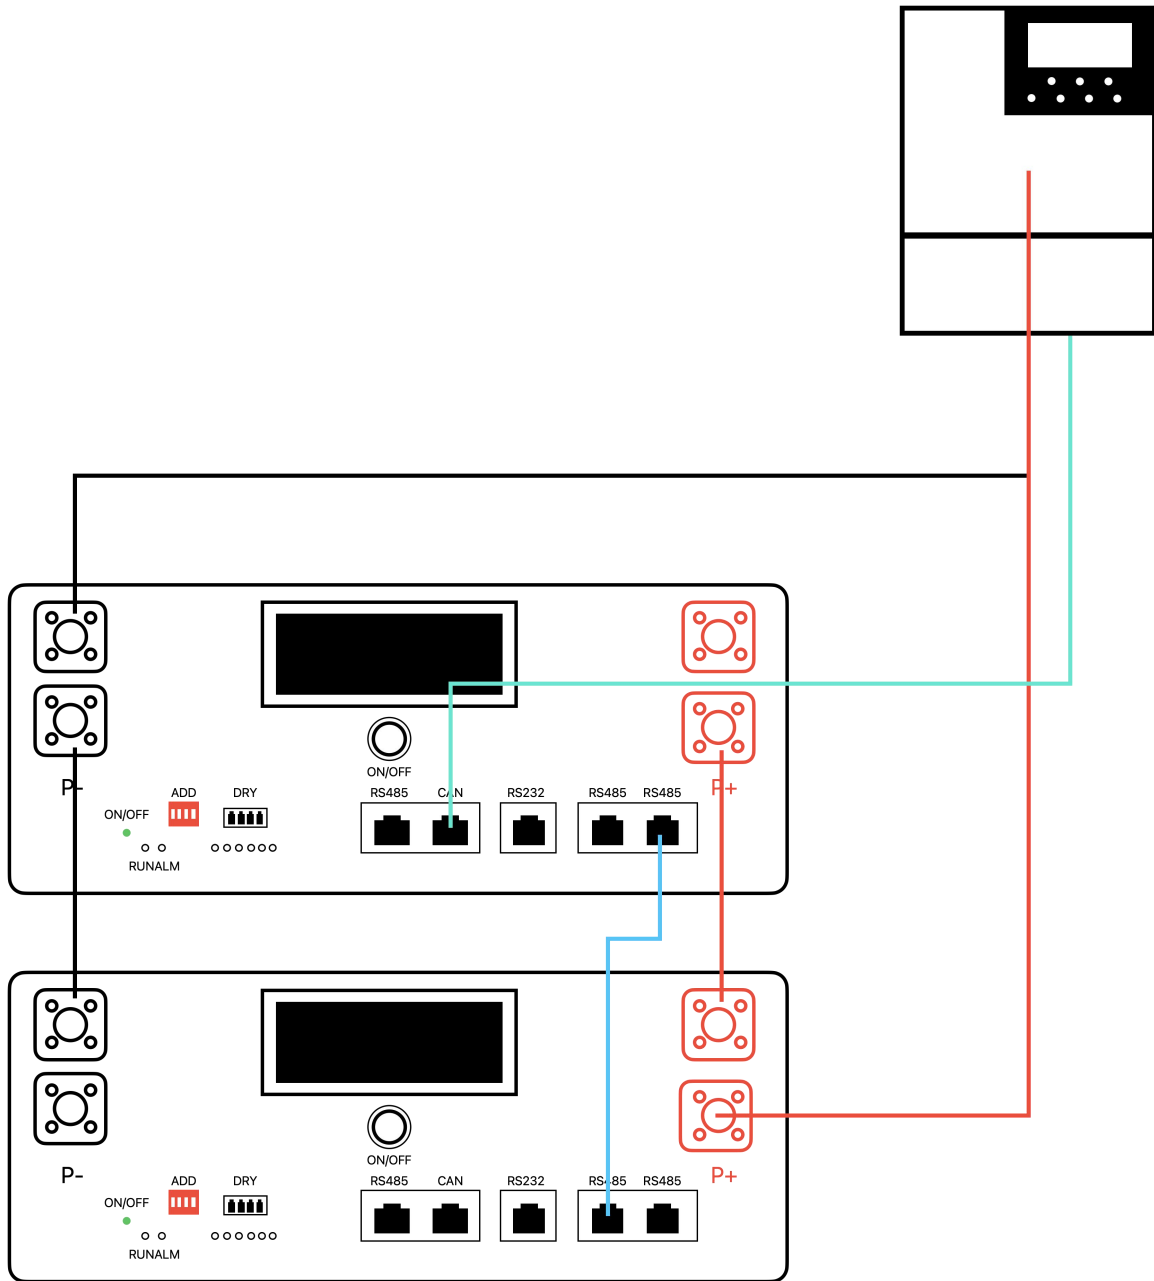 P-
P+
ON/OFF
ADD
DRY
RS485
CAN
RS232
RS485
RS485
ON/OFF
RUNALM
P-
P+
ON/OFF
ADD
DRY
RS485
CAN
RS232
RS485
RS485
ON/OFF
RUNALM